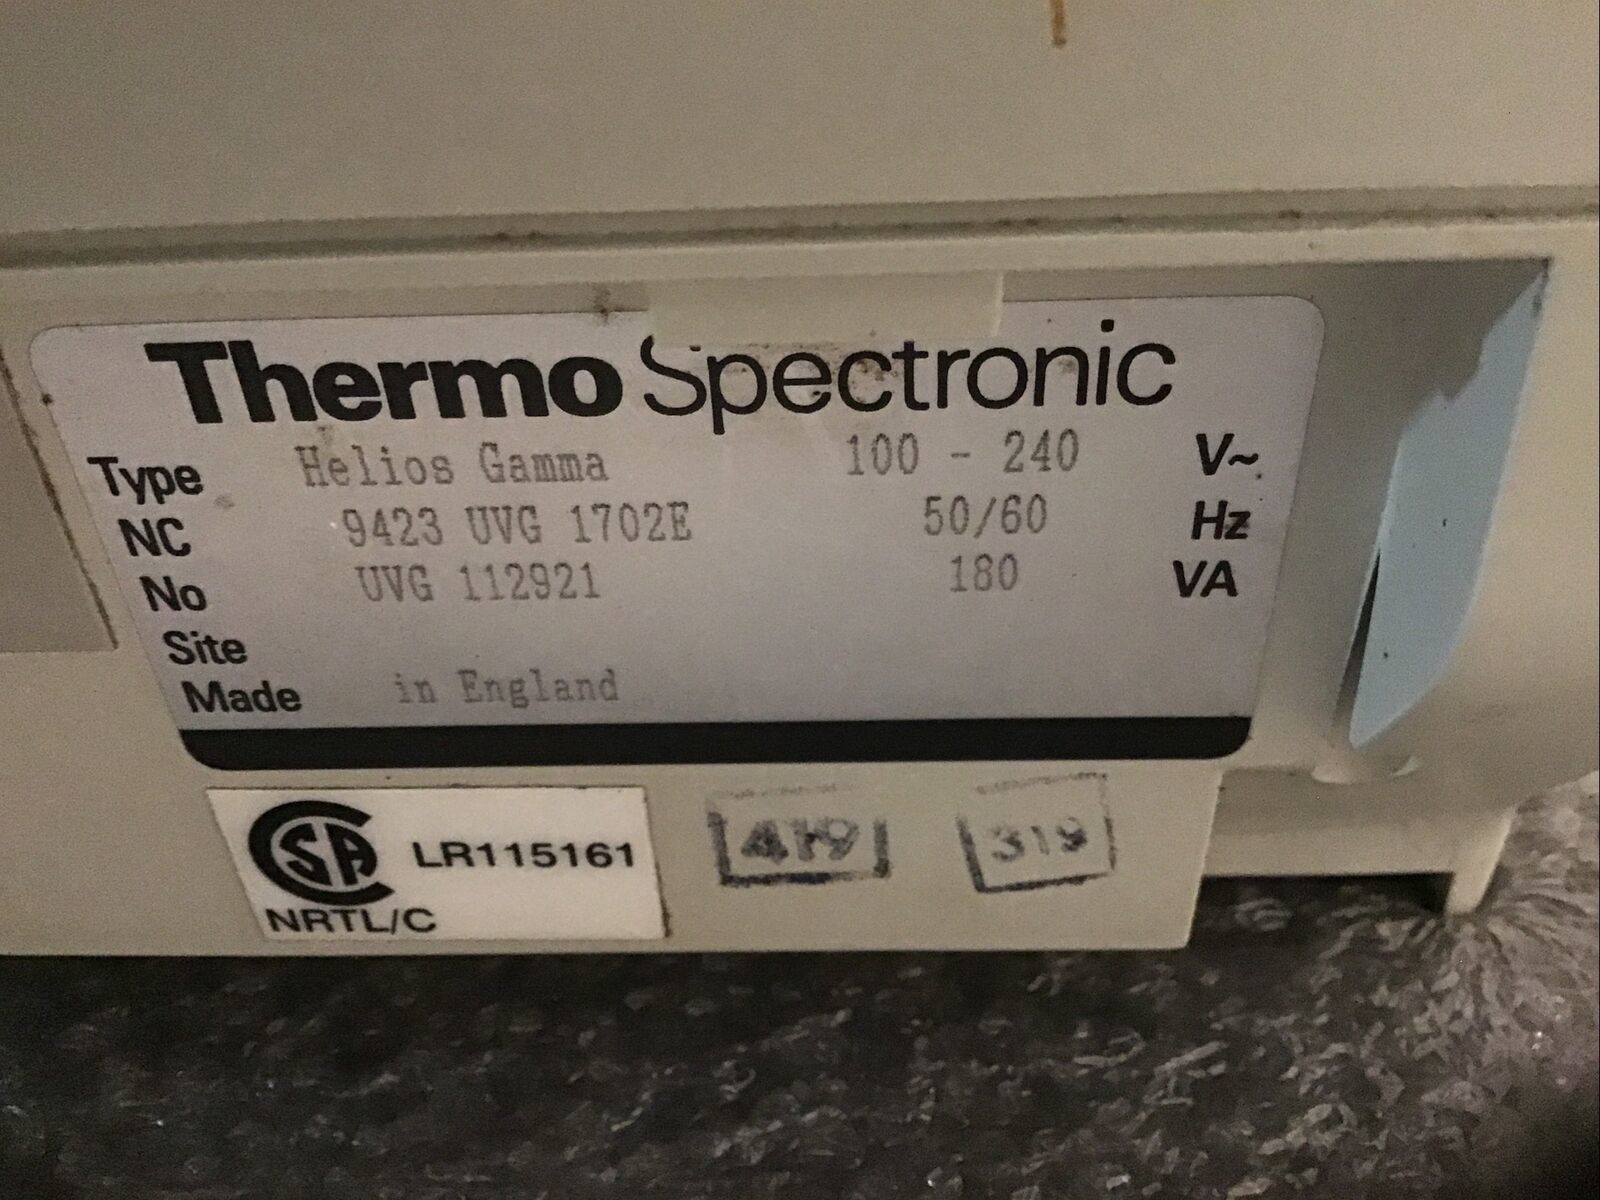 Thermo Spectronic
Type Helios Gamma 100 - 240 V~
NC 9423 UVG 1702E 50/60 Hz
No UVG 112921 180 VA
Site
Made in England
CSA LR115161
NRTL/C
319